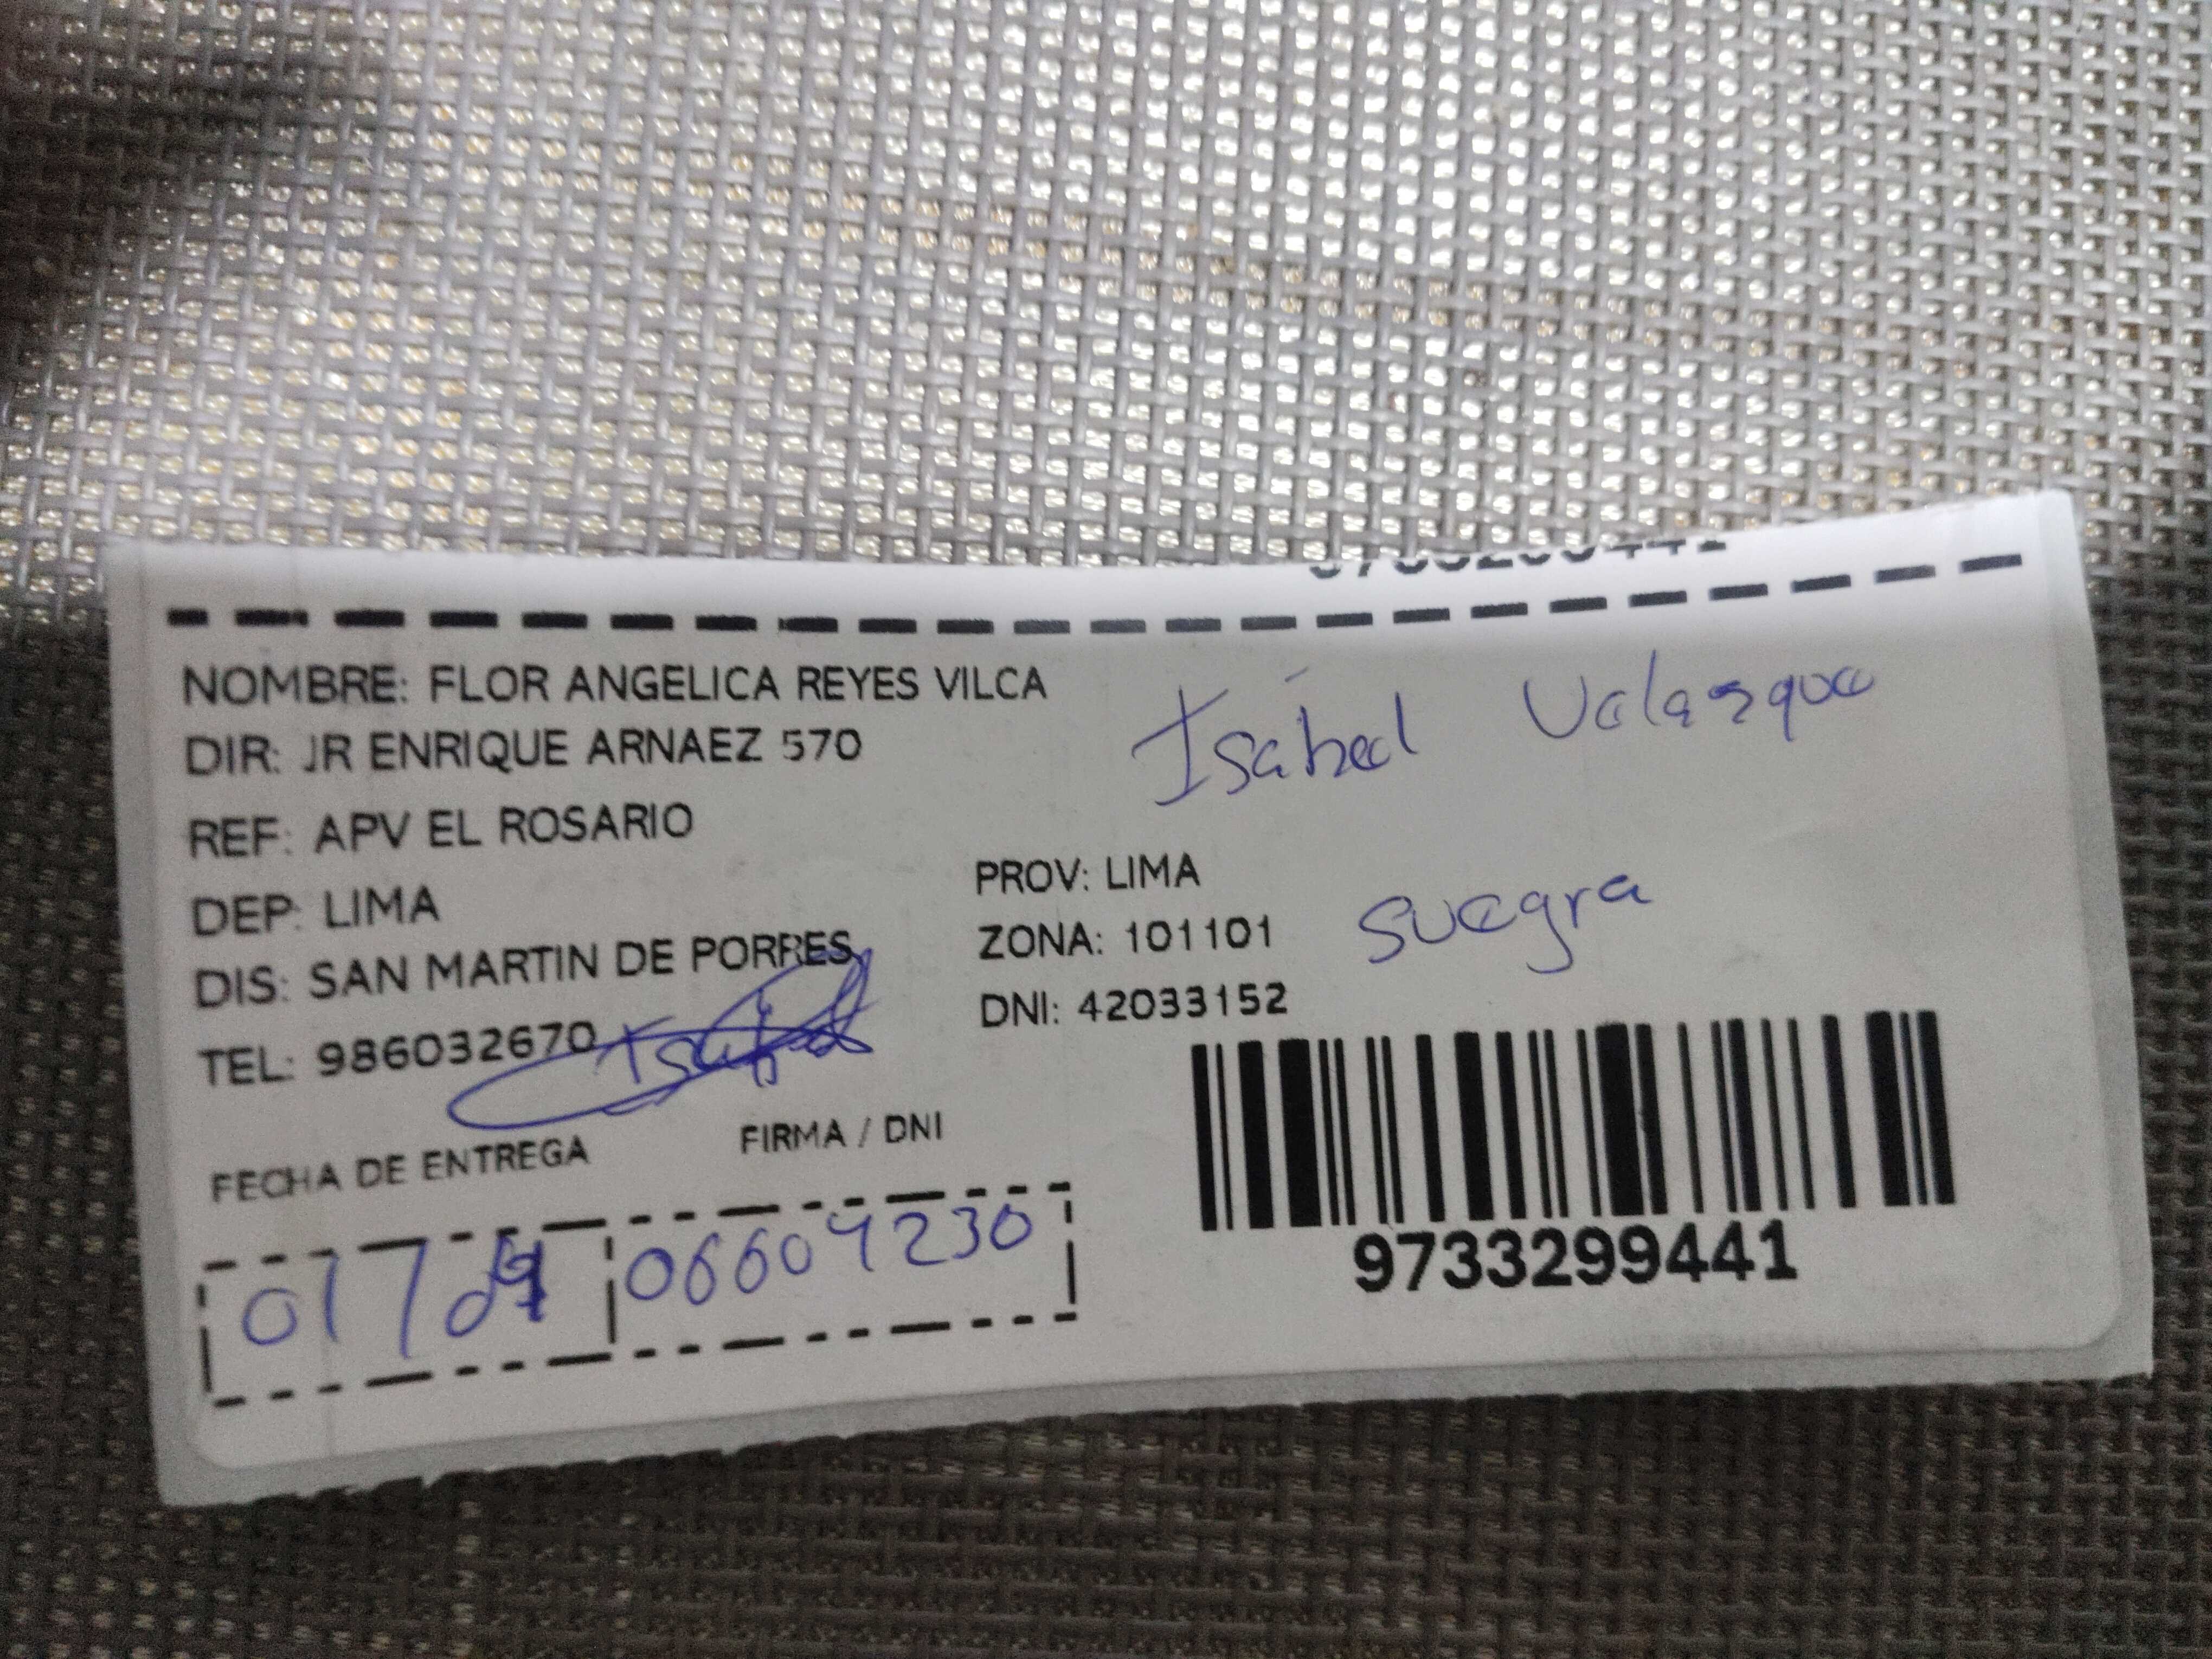 NOMBRE: FLOR ANGELICA REYES VILCA
DIR: JR ENRIQUE ARNAEZ 570
Isabel
REF: APV EL ROSARIO
DEP: LIMA PROV: LIMA
suegra
DIS: SAN MARTIN DE PORRES ZONA: 101101
TEL: 986032670 DNI: 42033152
FECHA DE ENTREGA FIRMA / DNI
06604230
9733299441